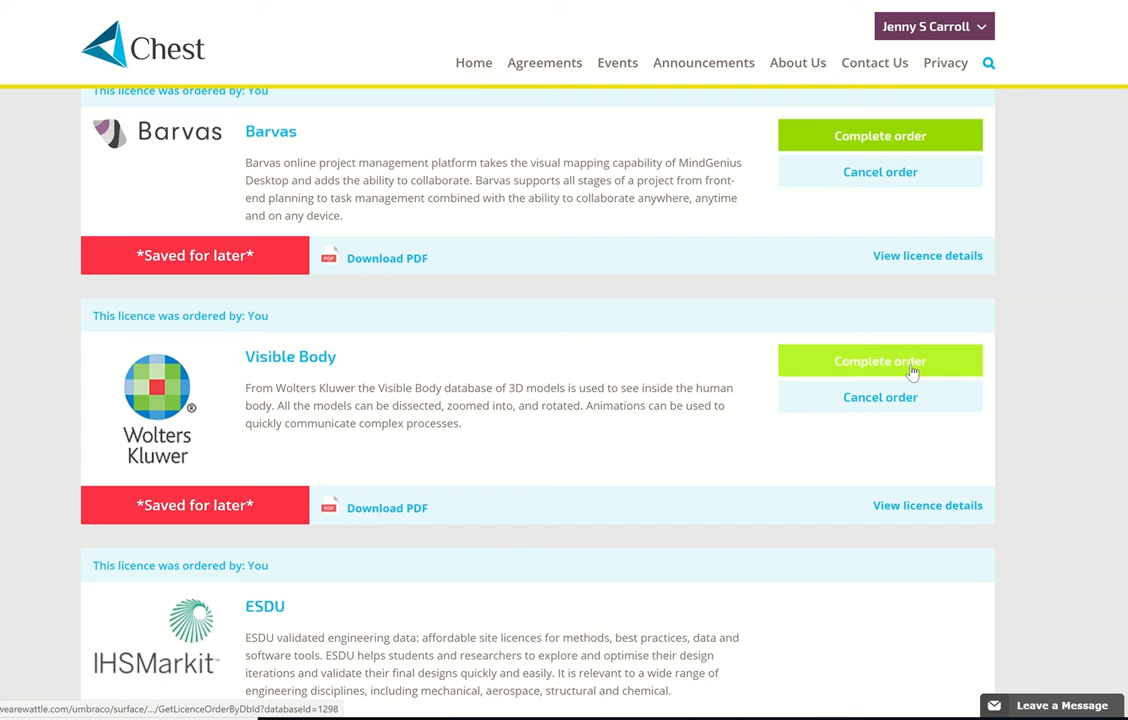 Chest
Jenny S Carroll
Home Agreements Events Announcements About Us Contact Us Privacy
This licence was ordered by: You
Barvas
Barvas
Barvas online project management platform takes the visual mapping capability of MindGenius
Desktop and adds the ability to collaborate. Barvas supports all stages of a project from front-
end planning to task management combined with the ability to collaborate anywhere, anytime
and on any device.
Complete order
Cancel order
*Saved for later*
PDF
Download PDF
View licence details
This licence was ordered by: You
Wolters
Kluwer
®
Visible Body
From Wolters Kluwer the Visible Body database of 3D models is used to see inside the human
body. All the models can be dissected, zoomed into, and rotated. Animations can be used to
quickly communicate complex processes.
Complete order
Cancel order
*Saved for later*
PDF
Download PDF
View licence details
This licence was ordered by: You
IHSMarkit™
ESDU
ESDU validated engineering data: affordable site licences for methods, best practices, data and
software tools. ESDU helps students and researchers to explore and optimise their design
iterations and validate their final designs quickly and easily. It is relevant to a wide range of
engineering disciplines, including mechanical, aerospace, structural and chemical.
wearewattle.com/umbraco/surface/.../GetLicenceOrderByDbId?databaseId=1298
Leave a Message